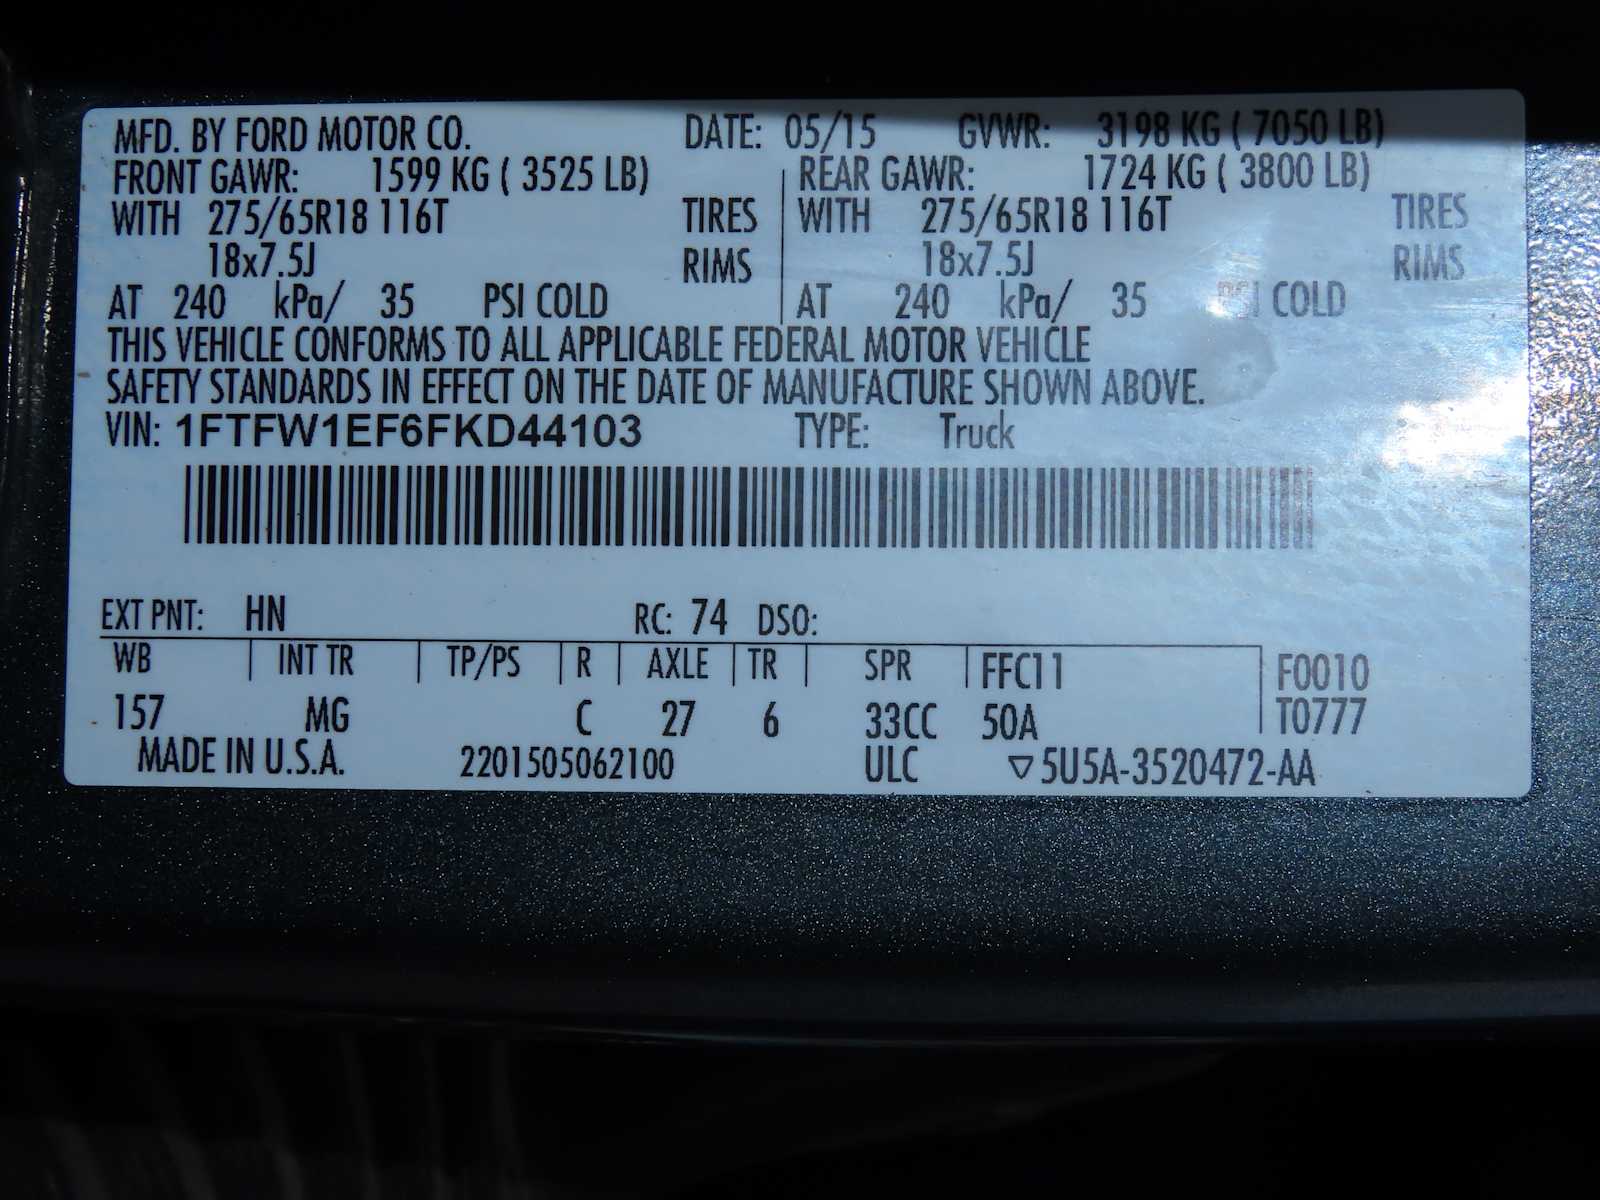 MFD. BY FORD MOTOR CO. DATE: 05/15 GVWR: 3198 KG ( 7050 LB)
FRONT GAWR: 1599 KG ( 3525 LB) REAR GAWR: 1724 KG ( 3800 LB)
WITH 275/65R18 116T TIRES WITH 275/65R18 116T TIRES
18x7.5J RIMS 18x7.5J RIMS
AT 240 kPa/ 35 PSI COLD AT 240 kPa/ 35 PSI COLD
THIS VEHICLE CONFORMS TO ALL APPLICABLE FEDERAL MOTOR VEHICLE
SAFETY STANDARDS IN EFFECT ON THE DATE OF MANUFACTURE SHOWN ABOVE.
VIN: 1FTFW1EF6FKD44103 TYPE: Truck
EXT PNT: HN RC: 74 DSO:
WB INT TR TP/PS R AXLE TR SPR FFC11 F0010
157 MG C 27 6 33CC 50A T0777
MADE IN U.S.A. 2201505062100 ULC ▽5U5A-3520472-AA